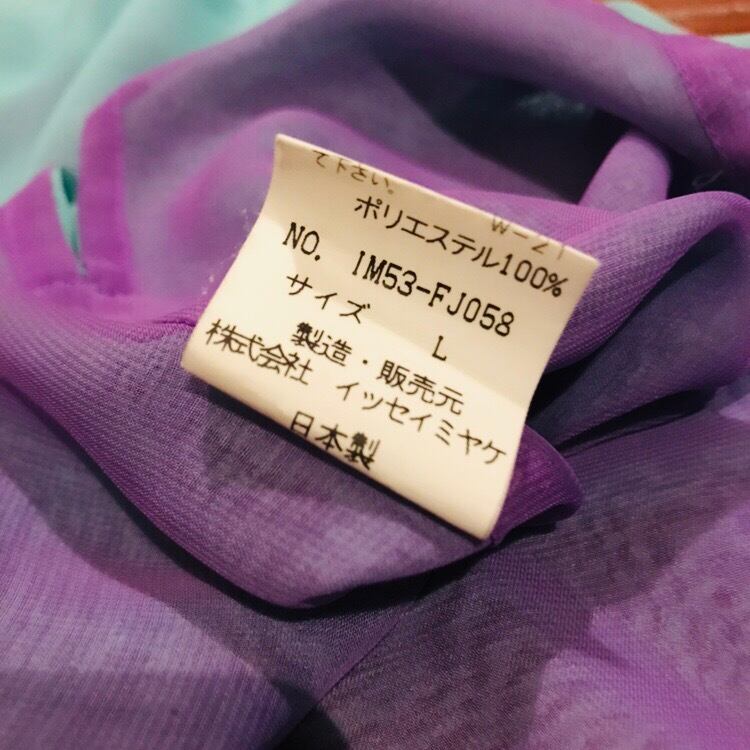 て下さい。
W-21
ポリエステル100%
NO. IM53-FJ058
サイズ L
製造・販売元
株式会社 イッセイミヤケ
日本製